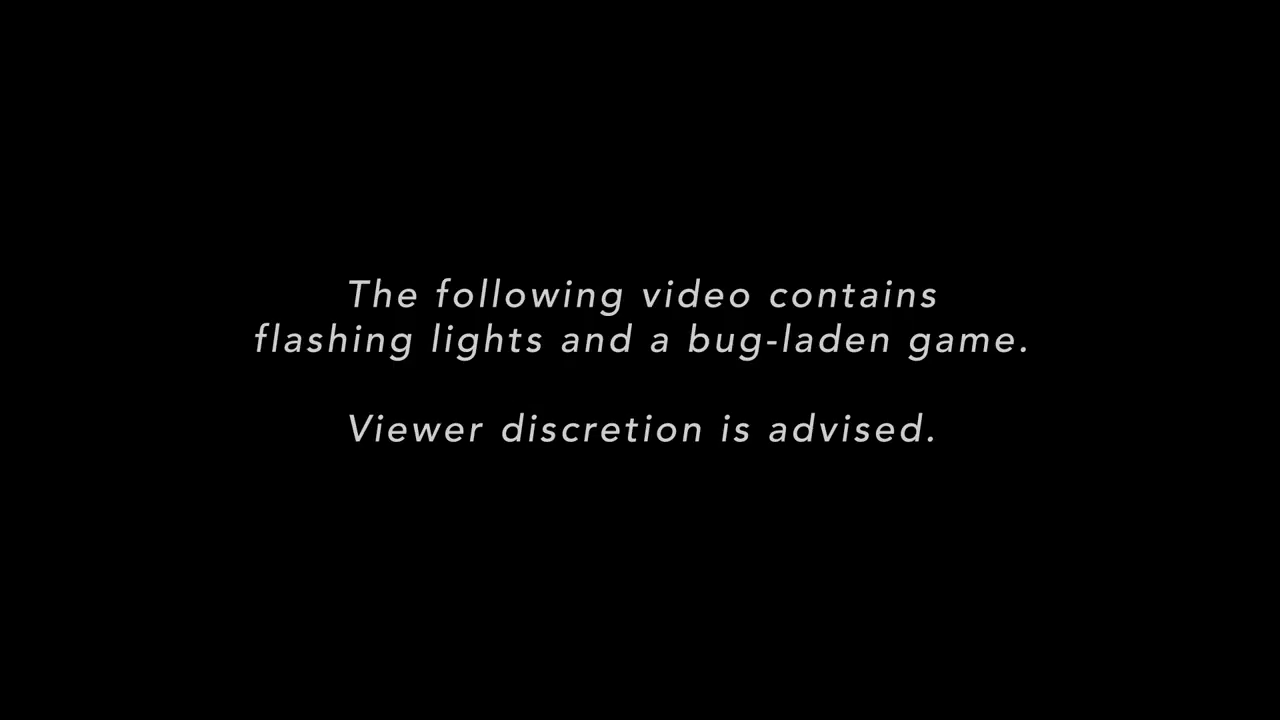 The following video contains
flashing lights and a bug-laden game.
Viewer discretion is advised.